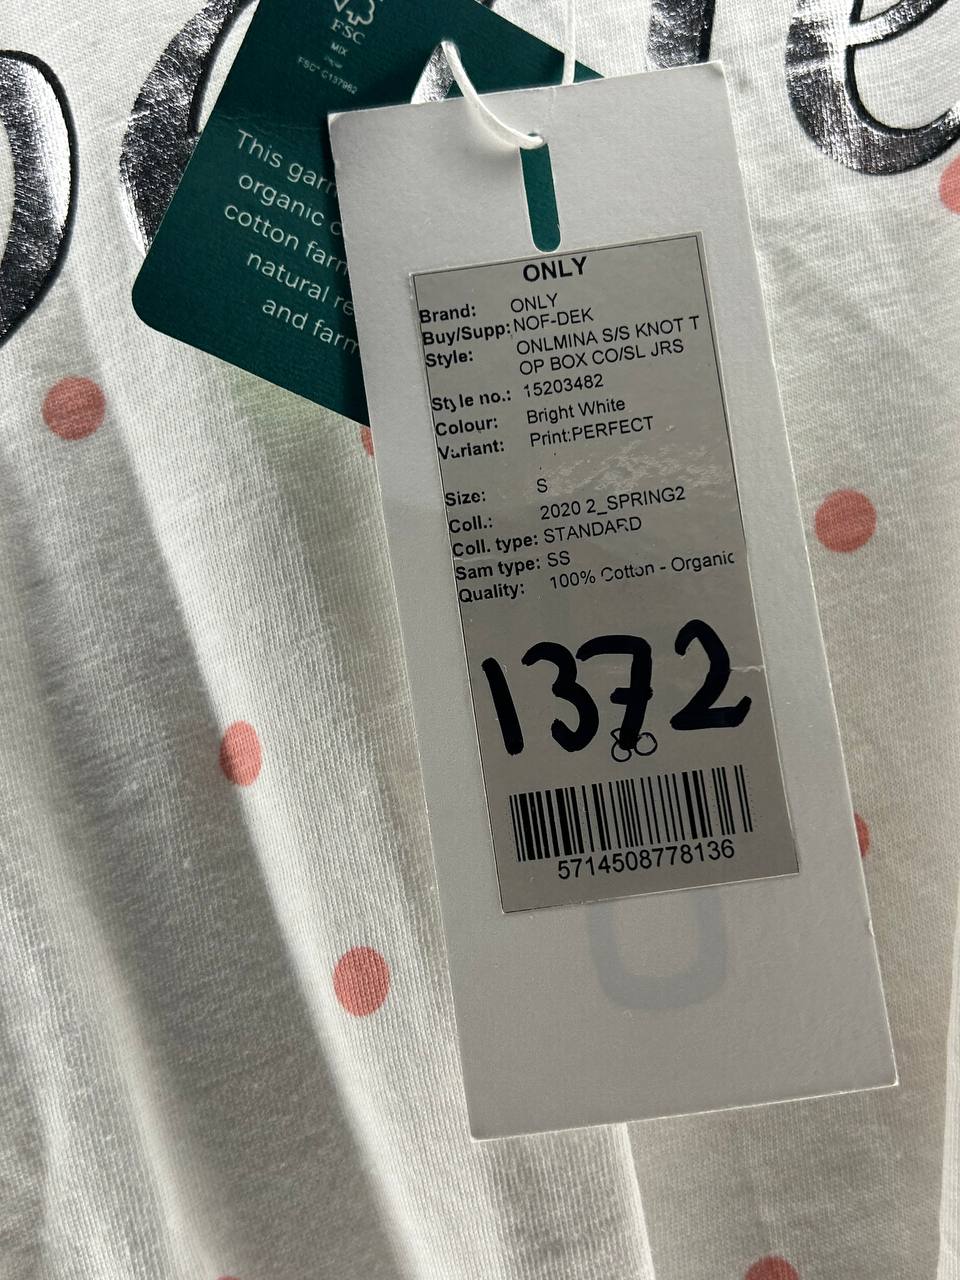 FSC
MIX
FSC® C137982
This garm
organic c
cotton farm
natural re
and farm
ONLY
Brand: ONLY
Buy/Supp: NOF-DEK
Style: ONLMINA S/S KNOT T
OP BOX CO/SL JRS
Style no.: 15203482
Colour: Bright White
Variant: Print:PERFECT
Size: S
Coll.: 2020 2_SPRING2
Coll. type: STANDARD
Sam type: SS
Quality: 100% Cotton - Organic
1372
5714508778136